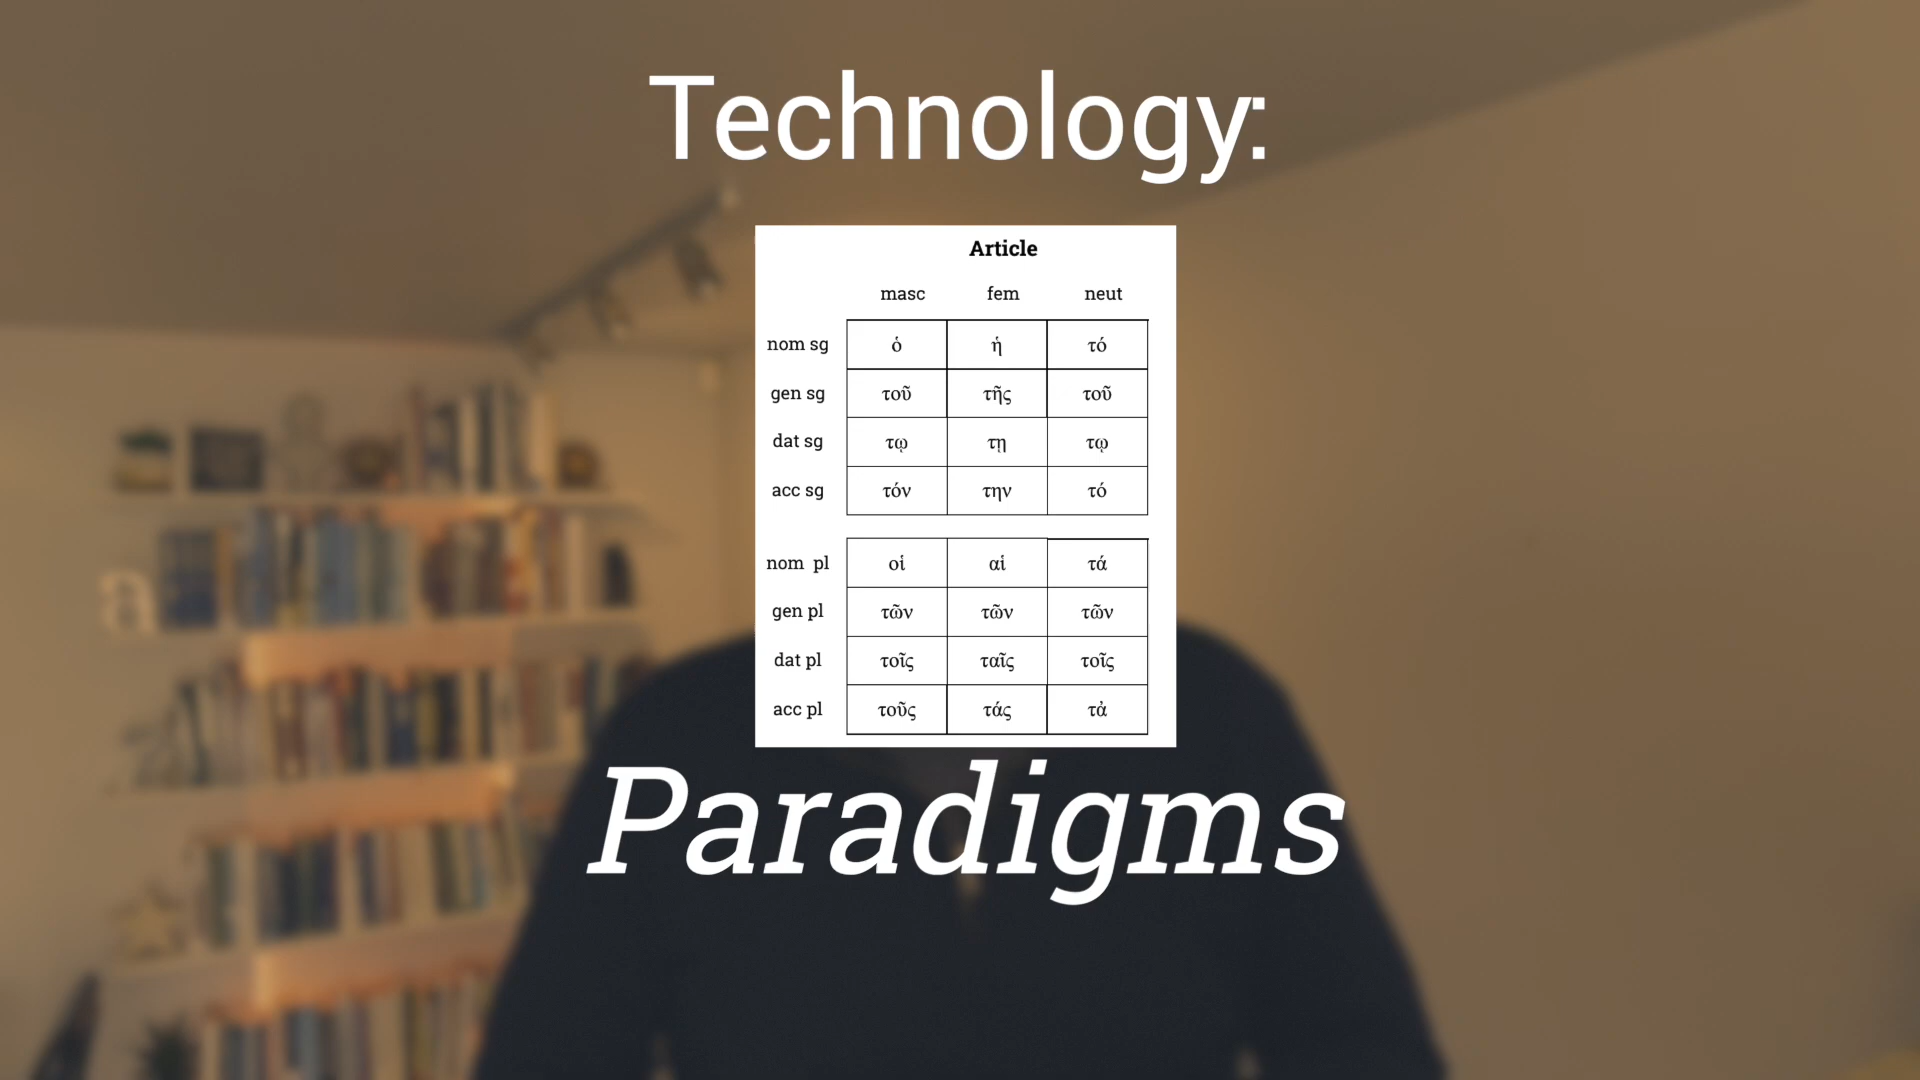 Technology:
Article
masc fem neut
nom sg ὁ ἡ τό
gen sg τοῦ τῆς τοῦ
dat sg τῳ τῃ τῳ
acc sg τόν την τό
nom pl οἱ αἱ τά
gen pl τῶν τῶν τῶν
dat pl τοῖς ταῖς τοῖς
acc pl τοῦς τάς τἀ
Paradigms
a